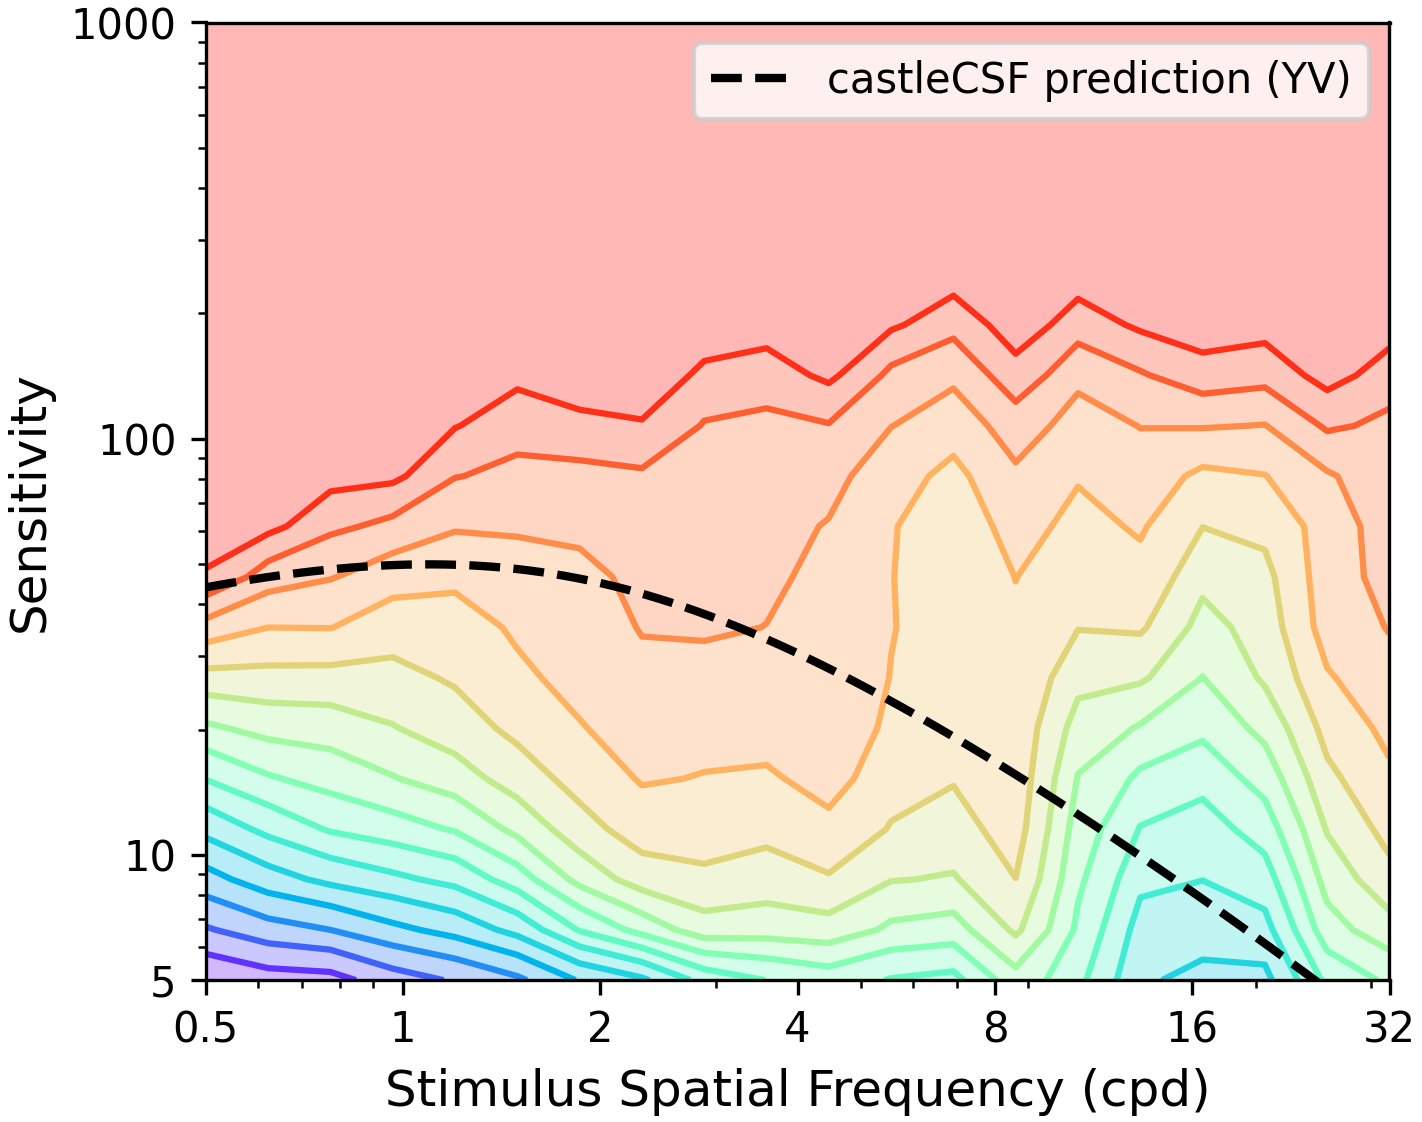 1000
castleCSF prediction (YV)
100
Sensitivity
10
5
0.5 1 2 4 8 16 32
Stimulus Spatial Frequency (cpd)